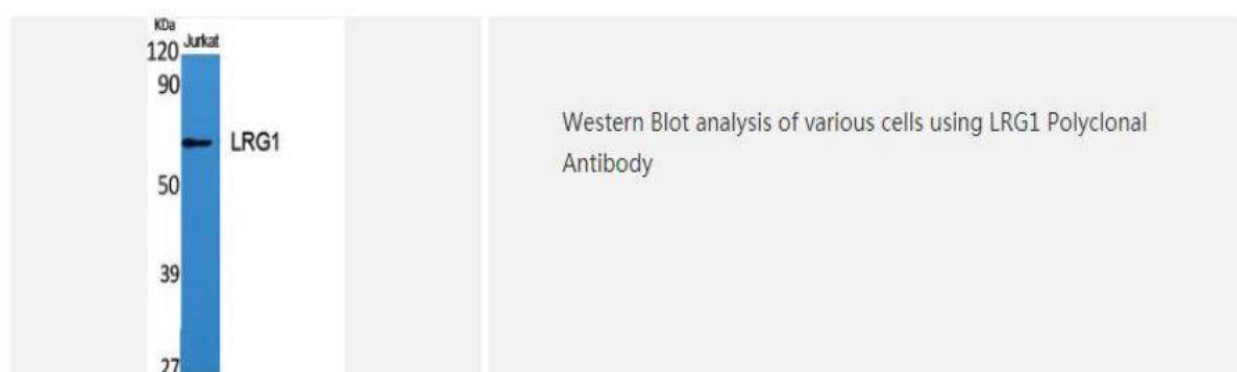 KDa
Jurkat
120
90
LRG1
50
39
27
Western Blot analysis of various cells using LRG1 Polyclonal
Antibody